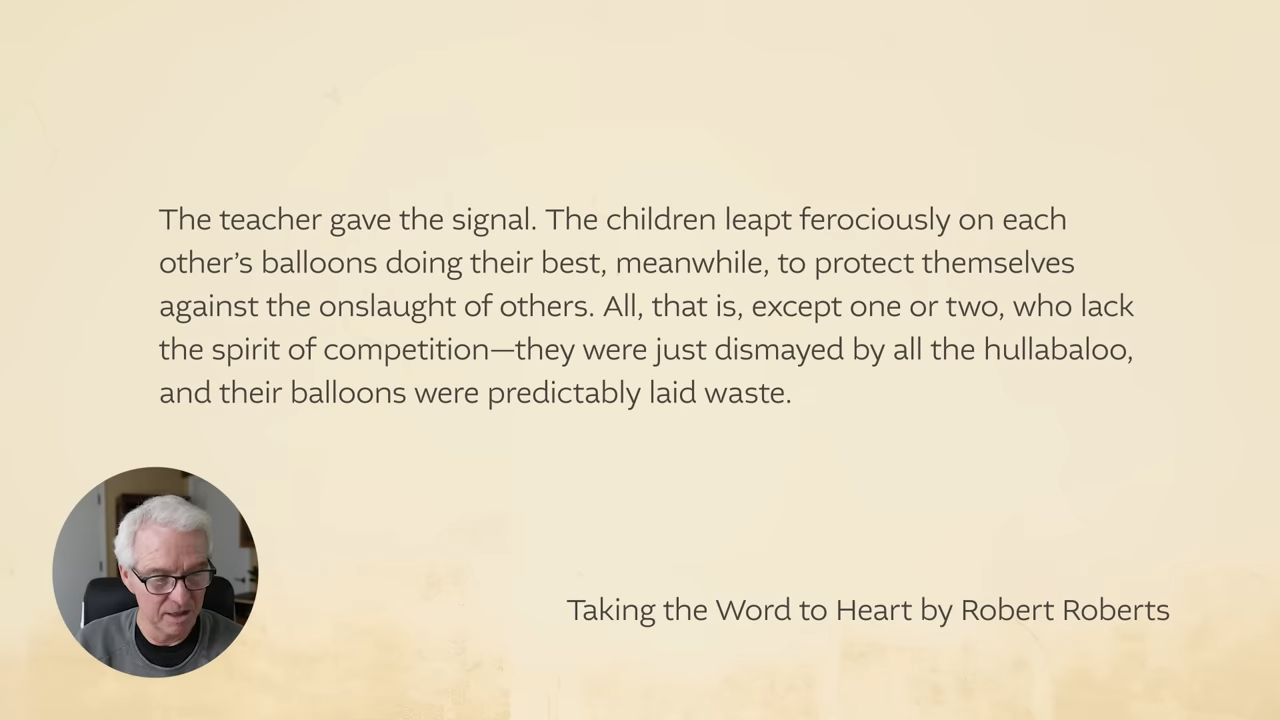 The teacher gave the signal. The children leapt ferociously on each
other’s balloons doing their best, meanwhile, to protect themselves
against the onslaught of others. All, that is, except one or two, who lack
the spirit of competition—they were just dismayed by all the hullabaloo,
and their balloons were predictably laid waste.
Taking the Word to Heart by Robert Roberts